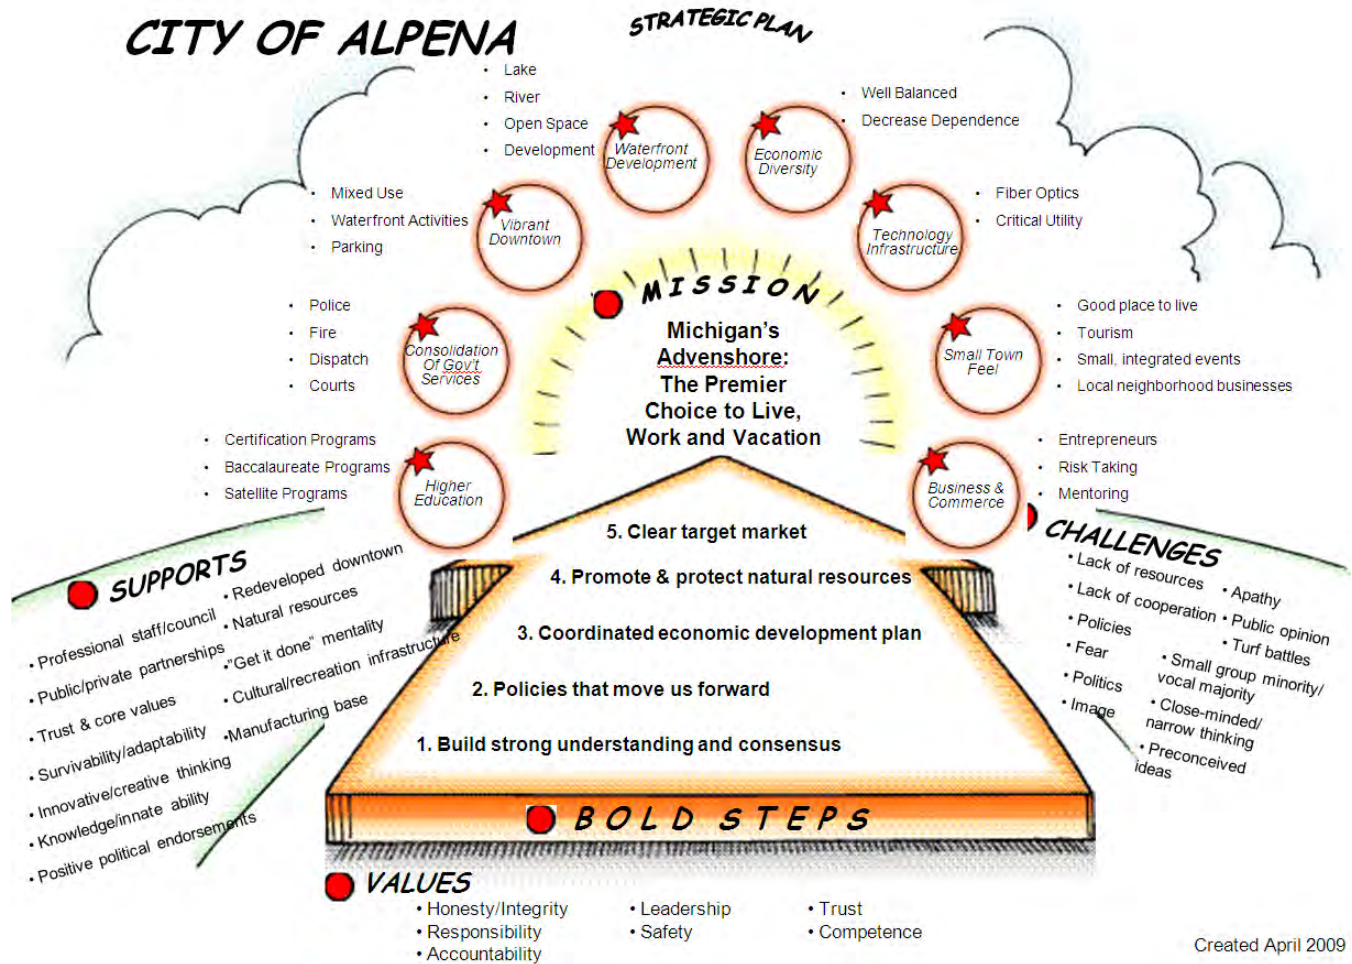 CITY OF ALPENA
STRATEGIC PLAN
• Lake
• River
• Open Space
• Development
Waterfront
Development
Economic
Diversity
• Well Balanced
• Decrease Dependence
• Mixed Use
• Waterfront Activities
• Parking
Vibrant
Downtown
Technology
Infrastructure
• Fiber Optics
• Critical Utility
• Police
• Fire
• Dispatch
• Courts
Consolidation
Of Gov't
Services
MISSION
Michigan's
Advenshore:
The Premier
Choice to Live,
Work and Vacation
Small Town
Feel
• Good place to live
• Tourism
• Small, integrated events
• Local neighborhood businesses
• Certification Programs
• Baccalaureate Programs
• Satellite Programs
Higher
Education
Business &
Commerce
• Entrepreneurs
• Risk Taking
• Mentoring
SUPPORTS
• Professional staff/council
• Public/private partnerships
• Trust & core values
• Survivability/adaptability
• Innovative/creative thinking
• Knowledge/innate ability
• Positive political endorsements
• Redeveloped downtown
• Natural resources
•"Get it done" mentality
• Cultural/recreation infrastructure
•Manufacturing base
5. Clear target market
4. Promote & protect natural resources
3. Coordinated economic development plan
2. Policies that move us forward
1. Build strong understanding and consensus
BOLD STEPS
CHALLENGES
• Lack of resources
• Lack of cooperation
• Policies
• Fear
• Politics
• Image
• Apathy
• Public opinion
• Turf battles
• Small group minority/
vocal majority
• Close-minded/
narrow thinking
• Preconceived
ideas
VALUES
• Honesty/Integrity
• Responsibility
• Accountability
• Leadership
• Safety
• Trust
• Competence
Created April 2009